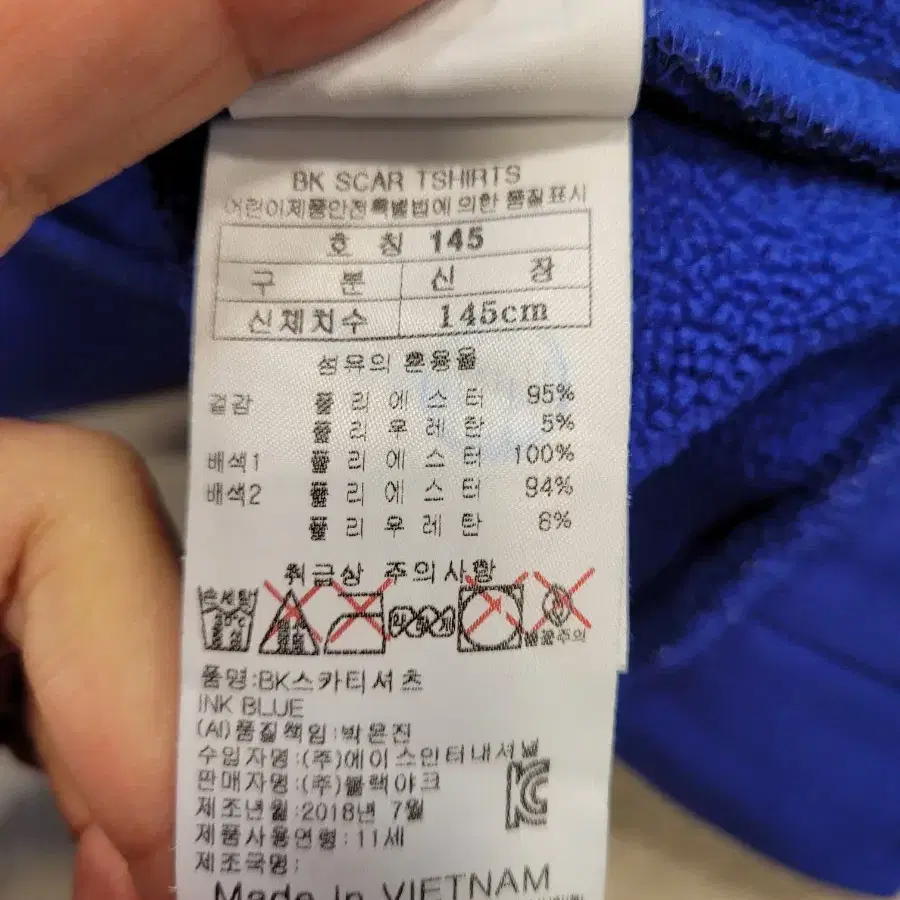 BK SCAR TSHIRTS
어린이제품안전특별법에 의한 품질표시
호 칭 145
구 분 신 장
신체치수 145cm
섬유의 혼용율
겉감 폴 리 에 스 터 95%
폴 리 우 레 탄 5%
배색1 폴 리 에 스 터 100%
배색2 폴 리 에 스 터 94%
폴 리 우 레 탄 6%
취급상 주의사항
손세탁
30°C
품명:BK스카티셔츠
INK BLUE
(AI)품질책임:박은진
수입자명:(주)에이스인터내셔널
판매자명:(주)블랙야크
제조년월:2018년 7월
제품사용연령:11세
제조국명:
Made in VIETNAM